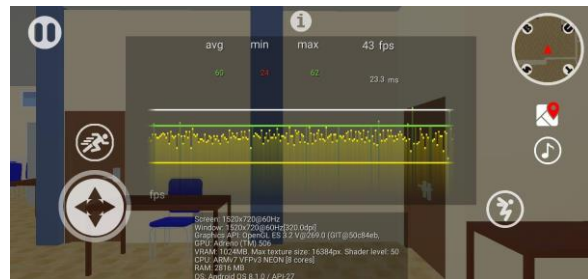 avg min max 43 fps
60 24 62
23.3 ms
fps
Screen: 1520x720@60Hz
Window: 1520x720@60Hz[320.0dpi]
Graphics API: OpenGL ES 3.2 V@269.0 (GIT@50c84eb,
GPU: Adreno (TM) 506
VRAM: 1024MB. Max texture size: 16384px. Shader level: 50
CPU: ARMv7 VFPv3 NEON [8 cores]
RAM: 2816 MB
OS: Android OS 8.1.0 / API-27